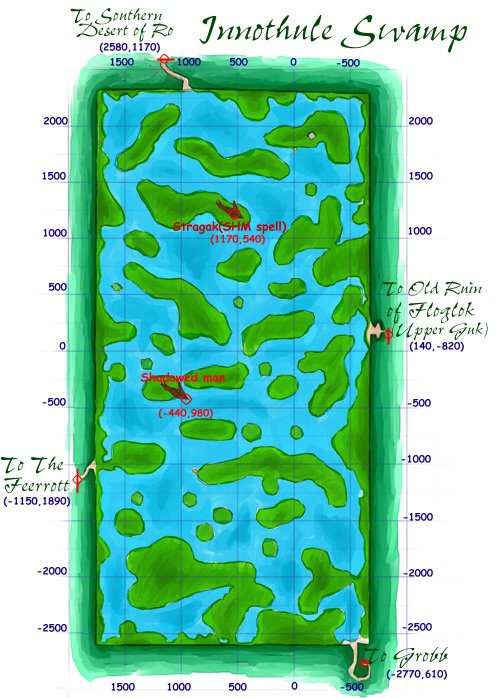 To Southern
Desert of Ro
(2580,1170)
Innothule Swamp
1500 1000 500 0 -500
2000 2000
1500 1500
Stragak(SHM spell)
(1170,540)
1000 1000
To Old Ruin
of Floglok
(Upper Guk)
(140,-820)
500
0
Shadowed man
(-440,980)
-500 -500
To The
Feerrott
(-1150,1890)
-1000
-1500 -1500
-2000 -2000
-2500 -2500
To Grobb
(-2770,610)
1500 1000 500 0 -500